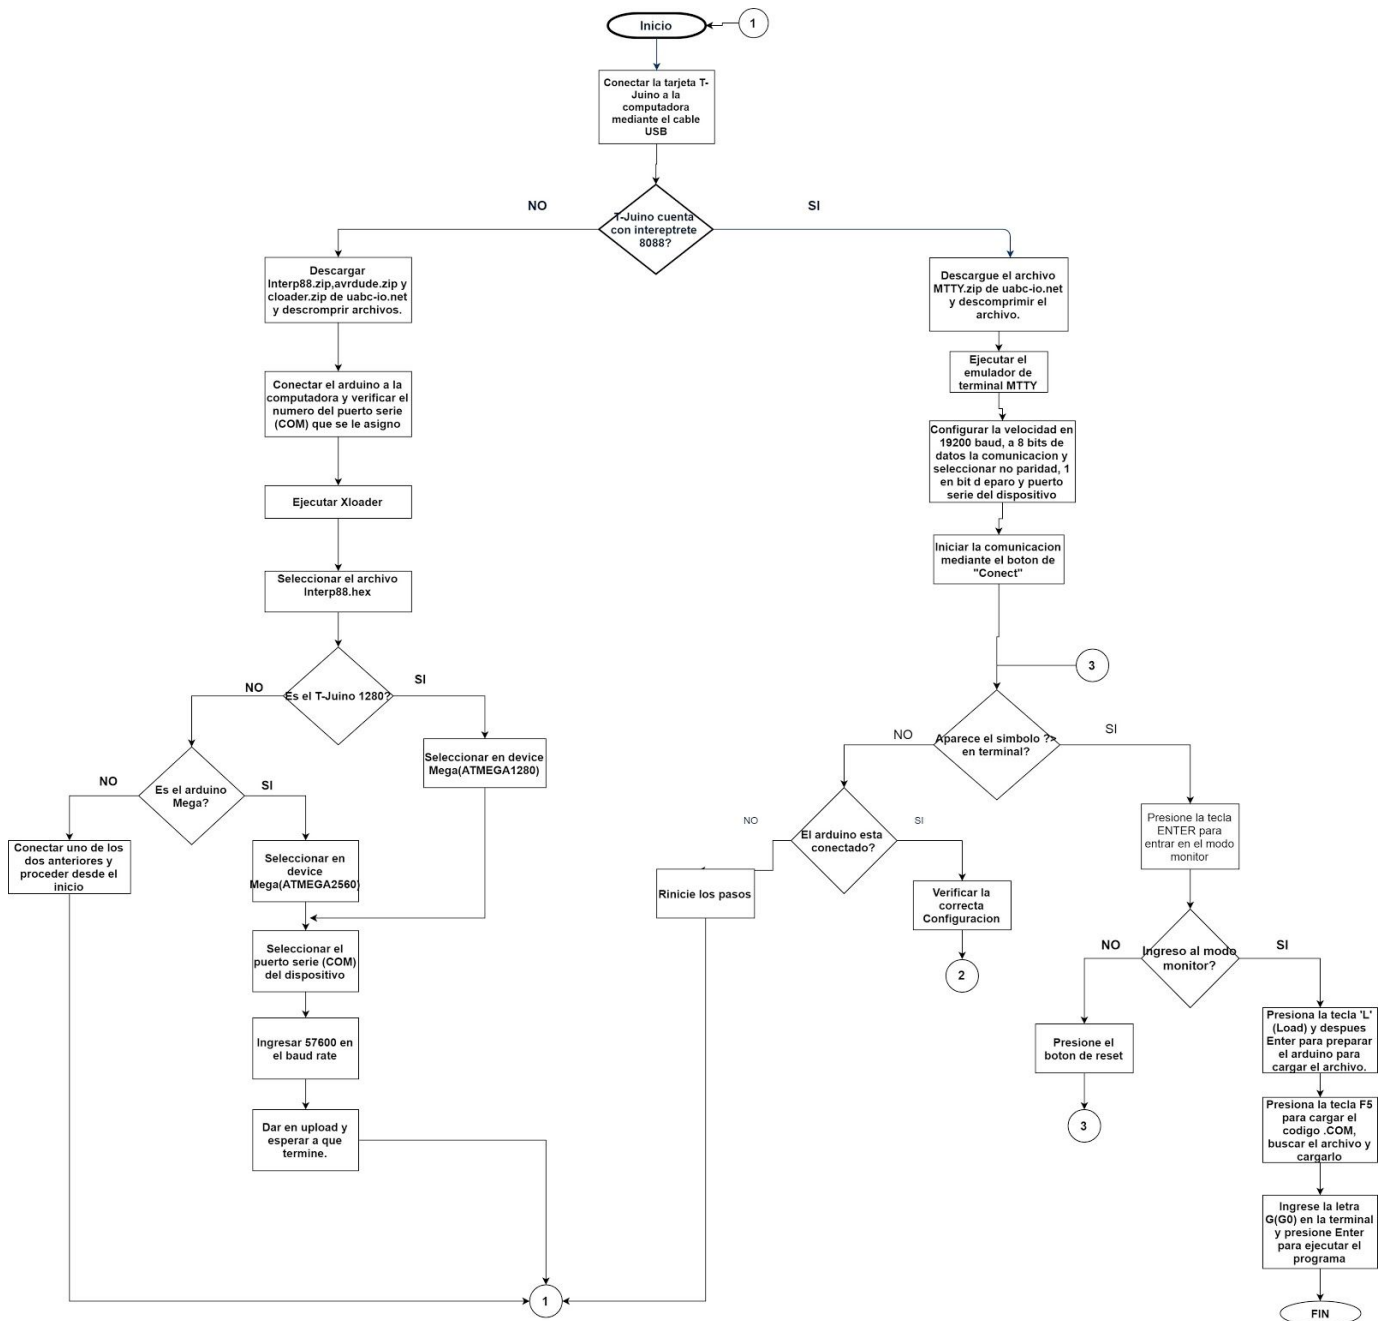 Inicio
1
Conectar la tarjeta T-
Juino a la
computadora
mediante el cable
USB
NO
SI
T-Juino cuenta
con intereptrete
8088?
Descargar
Interp88.zip,avrdude.zip y
cloader.zip de uabc-io.net
y descromprir archivos.
Conectar el arduino a la
computadora y verificar el
numero del puerto serie
(COM) que se le asigno
Ejecutar Xloader
Seleccionar el archivo
Interp88.hex
NO
Es el T-Juino 1280?
SI
Seleccionar en device
Mega(ATMEGA1280)
NO
Es el arduino
Mega?
SI
Conectar uno de los
dos anteriores y
proceder desde el
inicio
Seleccionar en
device
Mega(ATMEGA2560)
Seleccionar el
puerto serie (COM)
del dispositivo
Ingresar 57600 en
el baud rate
Dar en upload y
esperar a que
termine.
1
Descargue el archivo
MTTY.zip de uabc-io.net
y descomprimir el
archivo.
Ejecutar el
emulador de
terminal MTTY
Configurar la velocidad en
19200 baud, a 8 bits de
datos la comunicacion y
seleccionar no paridad, 1
en bit d eparo y puerto
serie del dispositivo
Iniciar la comunicacion
mediante el boton de
"Conect"
3
NO
Aparece el simbolo ?>
en terminal?
SI
NO
El arduino esta
conectado?
SI
Rinicie los pasos
Verificar la
correcta
Configuracion
2
Presione la tecla
ENTER para
entrar en el modo
monitor
NO
Ingreso al modo
monitor?
SI
Presione el
boton de reset
3
Presiona la tecla 'L'
(Load) y despues
Enter para preparar
el arduino para
cargar el archivo.
Presiona la tecla F5
para cargar el
codigo .COM,
buscar el archivo y
cargarlo
Ingrese la letra
G(G0) en la terminal
y presione Enter
para ejecutar el
programa
FIN